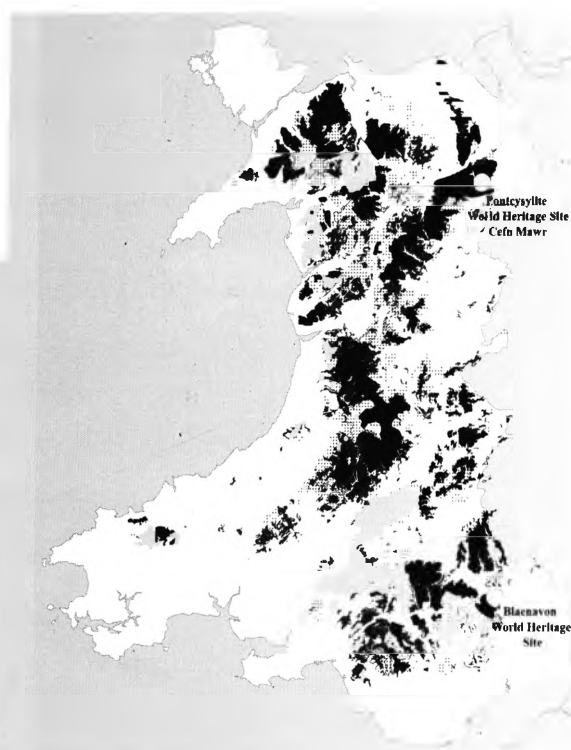 Pontcysyllte
World Heritage Site
Cefn Mawr
Blaenavon
World Heritage
Site